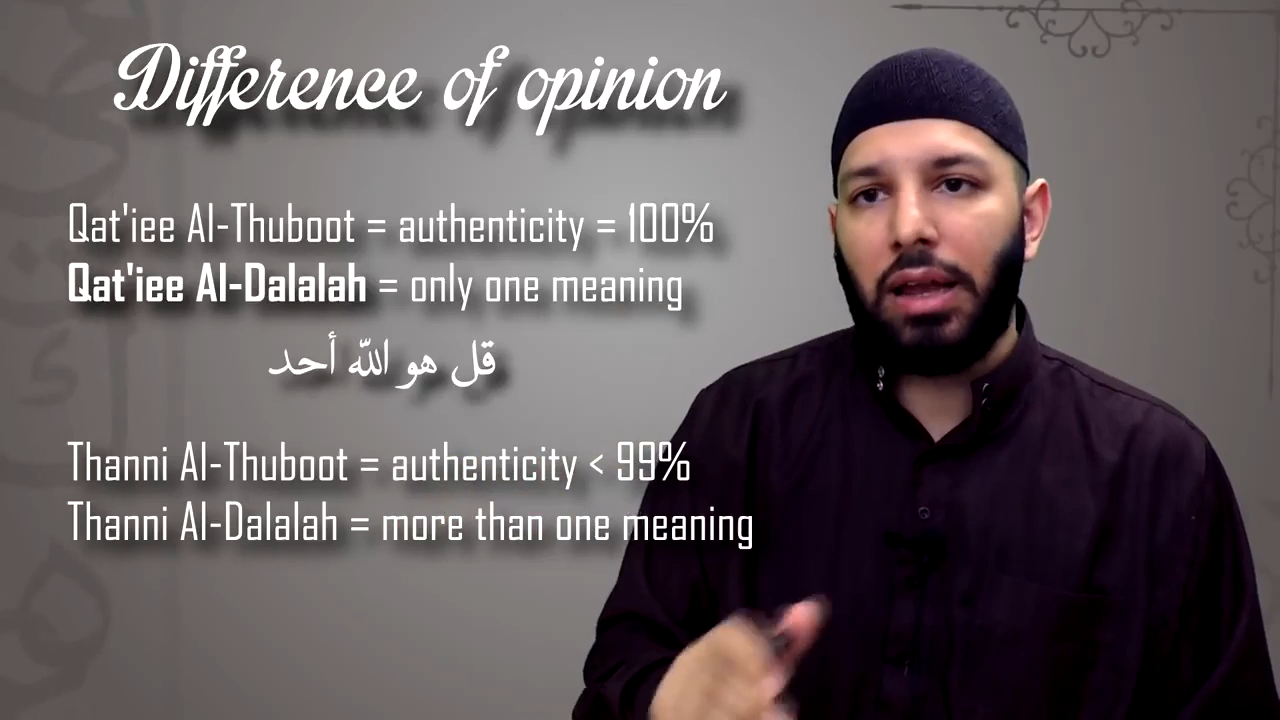 Difference of opinion
Qat'iee Al-Thuboot = authenticity = 100%
Qat'iee Al-Dalalah = only one meaning
قل هو الله أحد
Thanni Al-Thuboot = authenticity < 99%
Thanni Al-Dalalah = more than one meaning